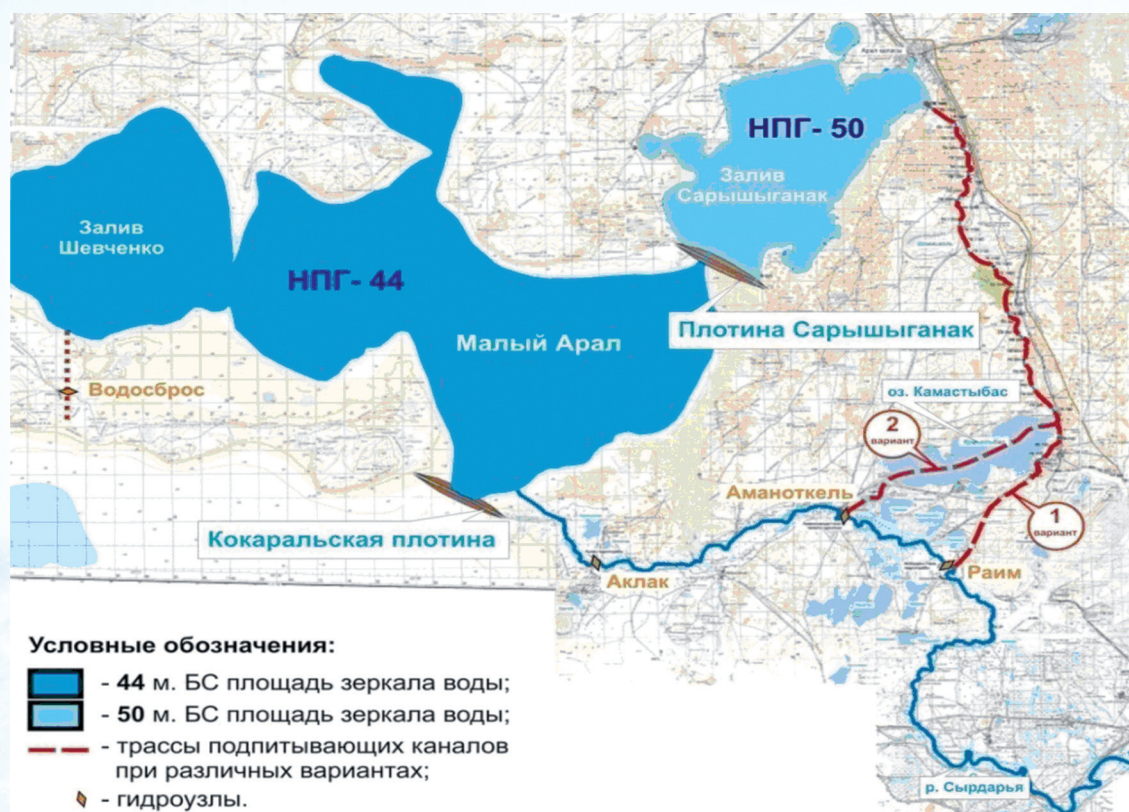 НПГ- 50
Залив
Сарышыганак
Залив
Шевченко
НПГ- 44
Плотина Сарышыганак
Малый Арал
Водосброс
оз. Камастыбас
2
вариант
Аманоткель
1
вариант
Кокаральская плотина
Аклак
Раим
Условные обозначения:
- 44 м. БС площадь зеркала воды;
- 50 м. БС площадь зеркала воды;
- трассы подпитывающих каналов
при различных вариантах;
- гидроузлы.
р. Сырдарья